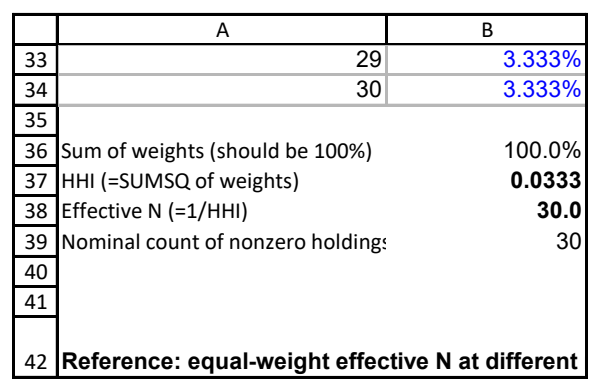 A B
33 29 3.333%
34 30 3.333%
35
36 Sum of weights (should be 100%) 100.0%
37 HHI (=SUMSQ of weights) 0.0333
38 Effective N (=1/HHI) 30.0
39 Nominal count of nonzero holdings 30
40
41
42 Reference: equal-weight effective N at different